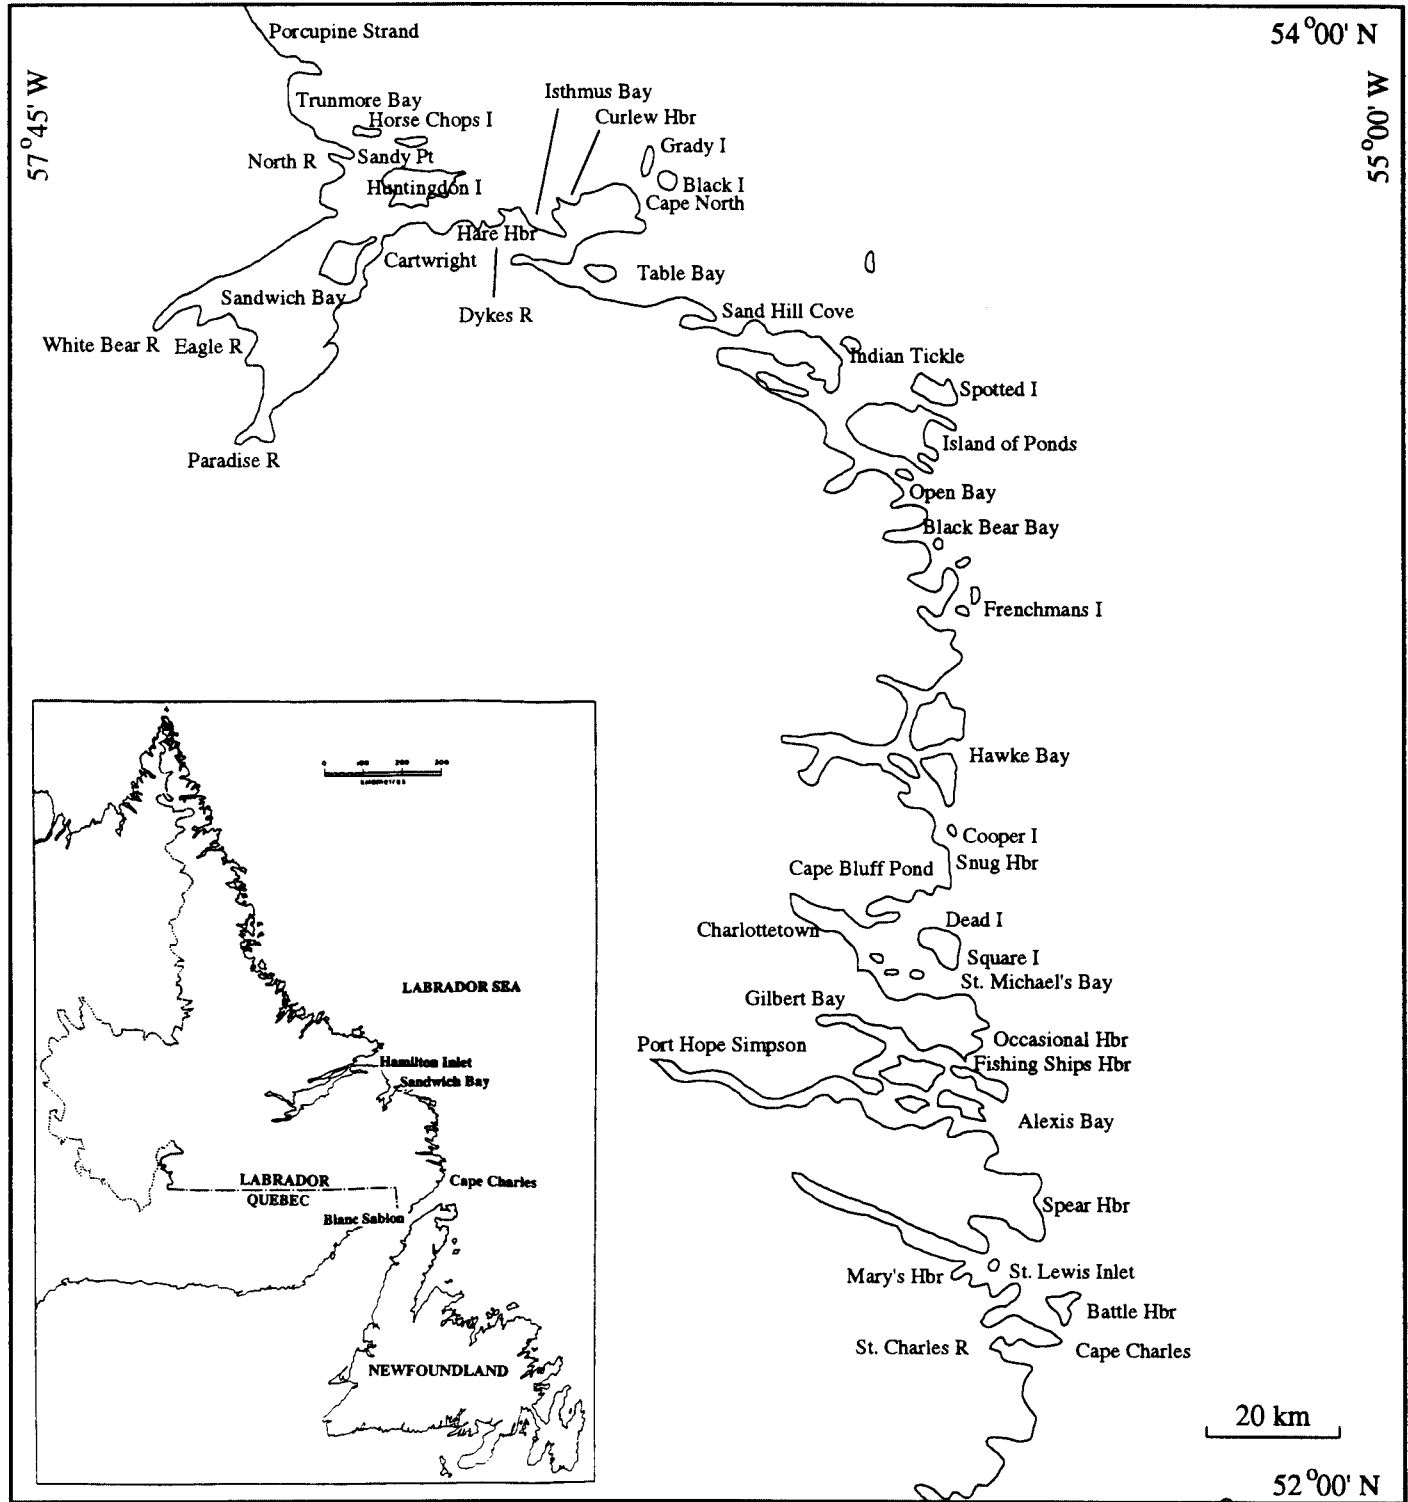 Porcupine Strand
54°00' N
57°45' W
55°00' W
Isthmus Bay
Trunmore Bay
Curlew Hbr
Horse Chops I
Grady I
North R
Sandy Pt
Huntingdon I
Black I
Cape North
Hare Hbr
Cartwright
Table Bay
Sandwich Bay
Sand Hill Cove
Dykes R
White Bear R
Eagle R
Indian Tickle
Spotted I
Island of Ponds
Paradise R
Open Bay
Black Bear Bay
Frenchmans I
Hawke Bay
Cooper I
Snug Hbr
Cape Bluff Pond
Dead I
Charlottetown
Square I
St. Michael's Bay
Gilbert Bay
Occasional Hbr
Port Hope Simpson
Fishing Ships Hbr
Alexis Bay
Spear Hbr
Mary's Hbr
St. Lewis Inlet
Battle Hbr
St. Charles R
Cape Charles
20 km
52°00' N
0 100 200 300
kilometres
LABRADOR SEA
Hamilton Inlet
Sandwich Bay
LABRADOR
QUEBEC
Cape Charles
Blanc Sablon
NEWFOUNDLAND